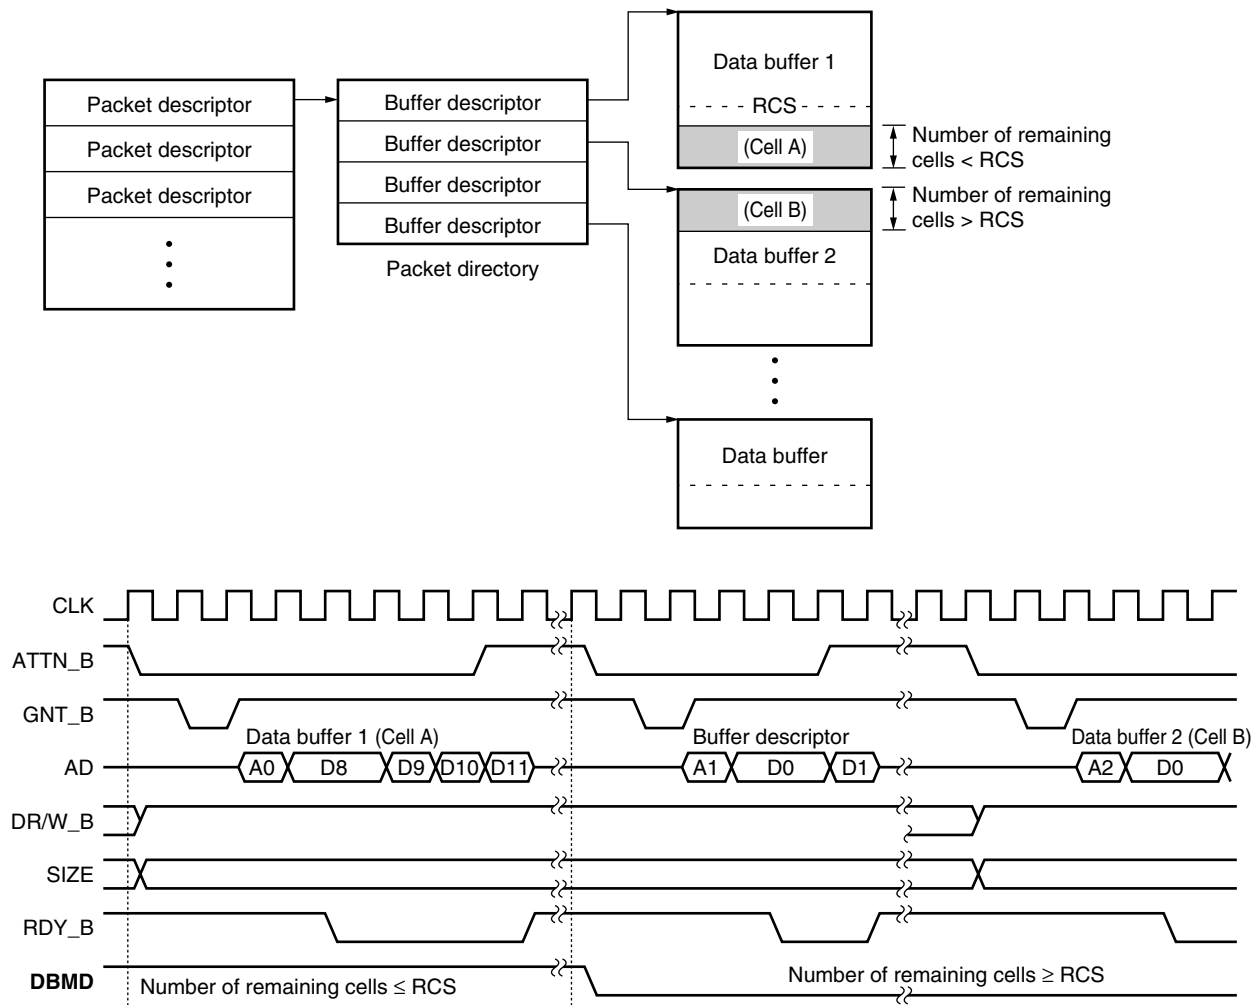 Packet descriptor
Packet descriptor
Packet descriptor
Buffer descriptor
Buffer descriptor
Buffer descriptor
Buffer descriptor
Packet directory
Data buffer 1
RCS
(Cell A)
Number of remaining
cells < RCS
(Cell B)
Number of remaining
cells > RCS
Data buffer 2
Data buffer
CLK
ATTN_B
GNT_B
Data buffer 1 (Cell A)
Buffer descriptor
Data buffer 2 (Cell B)
AD
A0 D8 D9 D10 D11 A1 D0 D1 A2 D0
DR/W_B
SIZE
RDY_B
DBMD
Number of remaining cells ≤ RCS
Number of remaining cells ≥ RCS